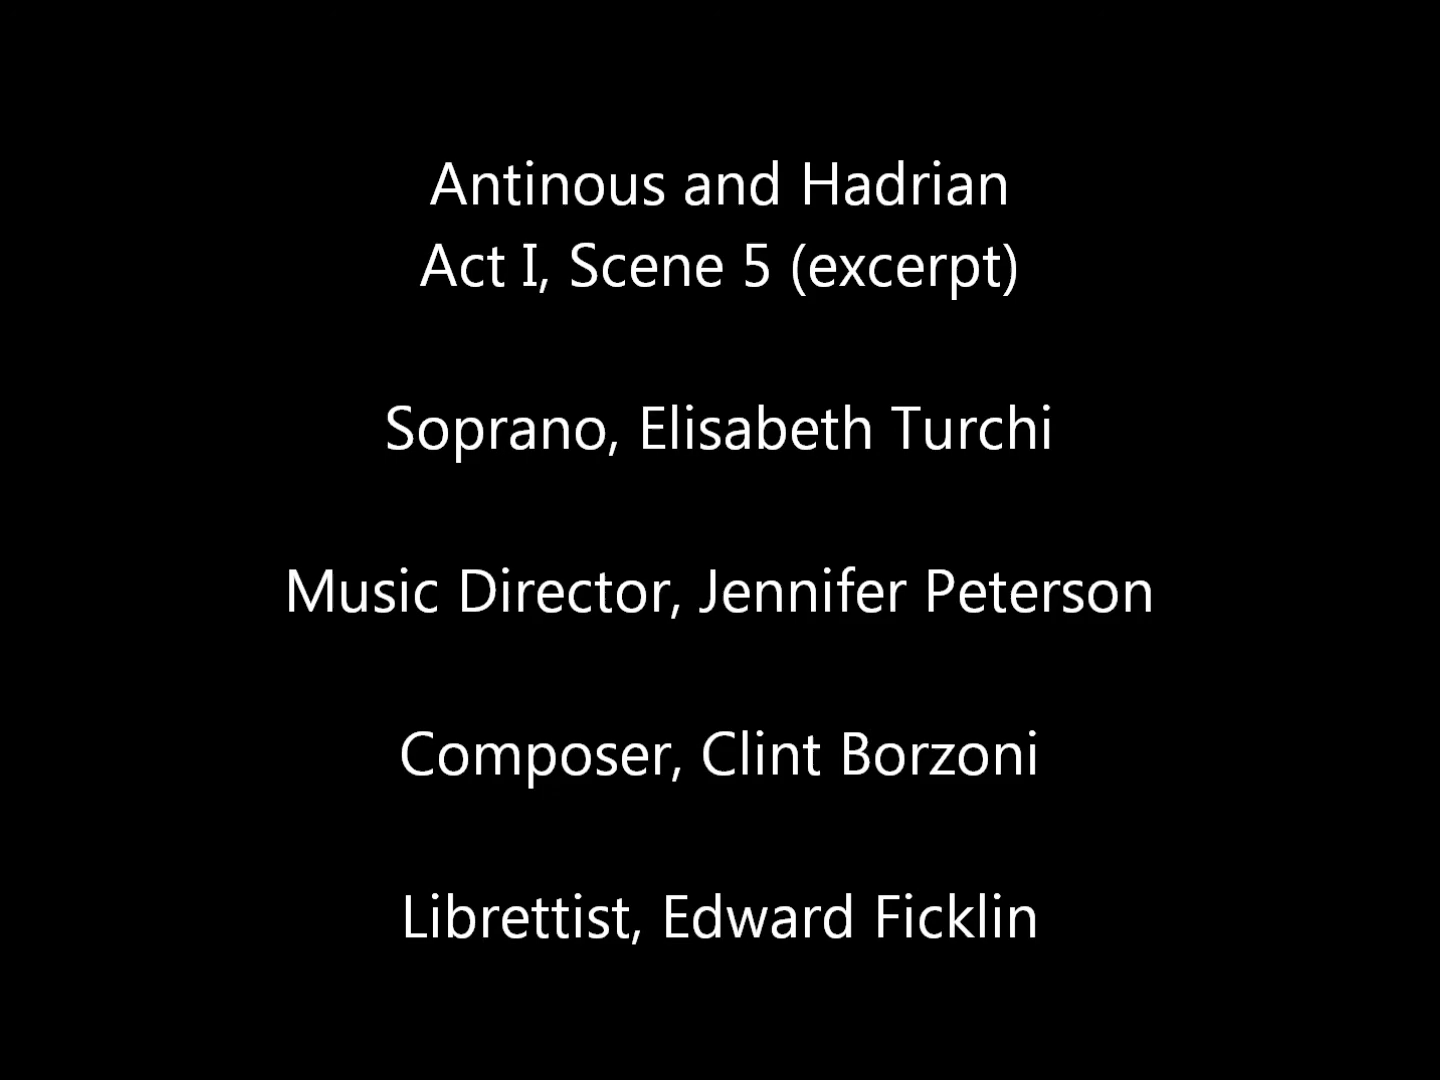 Antinous and Hadrian
Act I, Scene 5 (excerpt)
Soprano, Elisabeth Turchi
Music Director, Jennifer Peterson
Composer, Clint Borzoni
Librettist, Edward Ficklin